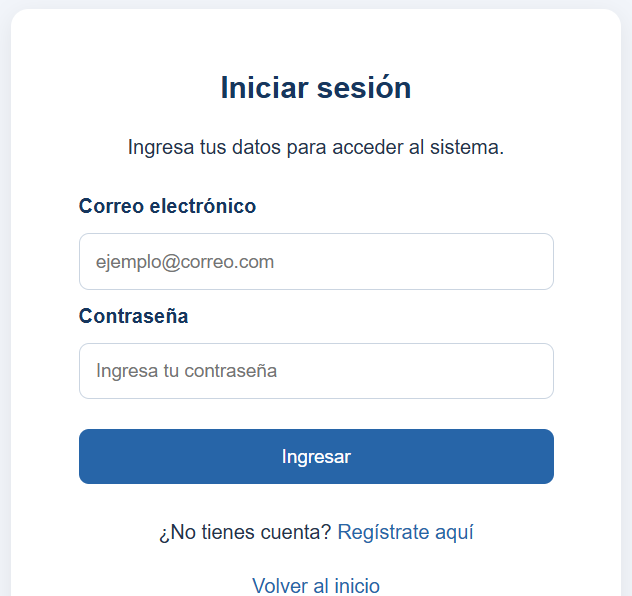 Iniciar sesión
Ingresa tus datos para acceder al sistema.
Correo electrónico
ejemplo@correo.com
Contraseña
Ingresa tu contraseña
Ingresar
¿No tienes cuenta? Regístrate aquí
Volver al inicio